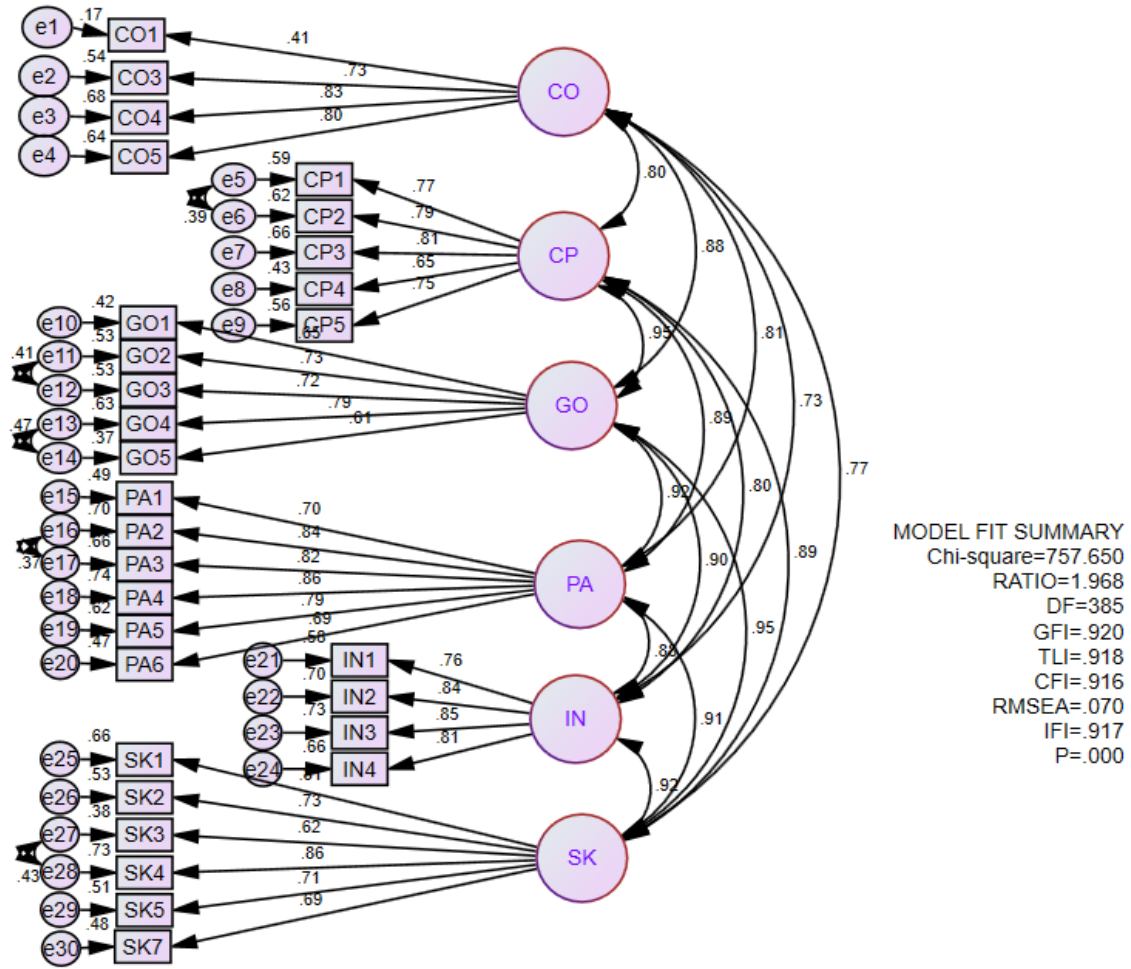 e1 .17 CO1 .41
e2 .54 CO3 .73
e3 .68 CO4 .83
e4 .64 CO5 .80
CO
e5 .59 CP1 .77
e6 .62 CP2 .79
.39
e7 .66 CP3 .81
e8 .43 CP4 .65
e9 .56 CP5 .75
CP
e10 .42 GO1 .65
e11 .53 GO2 .73
.41
e12 .53 GO3 .72
e13 .63 GO4 .79
.47
e14 .37 GO5 .61
GO
e15 .49 PA1 .70
e16 .70 PA2 .84
e17 .66 PA3 .82
.37
e18 .74 PA4 .86
e19 .62 PA5 .79
e20 .47 PA6 .69
PA
e21 .58 IN1 .76
e22 .70 IN2 .84
e23 .73 IN3 .85
e24 .66 IN4 .81
IN
e25 .66 SK1 .81
e26 .53 SK2 .73
e27 .38 SK3 .62
e28 .73 SK4 .86
.43
e29 .51 SK5 .71
e30 .48 SK7 .69
SK
.80
.88
.81
.73
.77
.95
.89
.80
.89
.92
.90
.95
.88
.91
.92
MODEL FIT SUMMARY
Chi-square=757.650
RATIO=1.968
DF=385
GFI=.920
TLI=.918
CFI=.916
RMSEA=.070
IFI=.917
P=.000